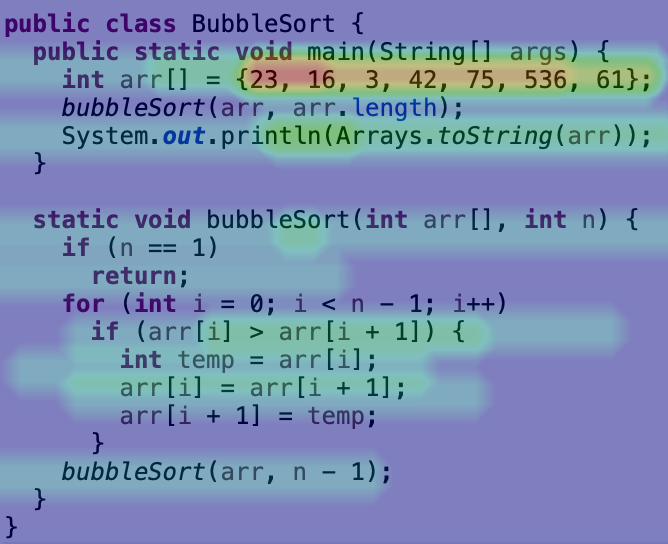 public class BubbleSort {
  public static void main(String[] args) {
    int arr[] = {23, 16, 3, 42, 75, 536, 61};
    bubbleSort(arr, arr.length);
    System.out.println(Arrays.toString(arr));
  }

  static void bubbleSort(int arr[], int n) {
    if (n == 1)
      return;
    for (int i = 0; i < n - 1; i++)
      if (arr[i] > arr[i + 1]) {
        int temp = arr[i];
        arr[i] = arr[i + 1];
        arr[i + 1] = temp;
      }
    bubbleSort(arr, n - 1);
  }
}